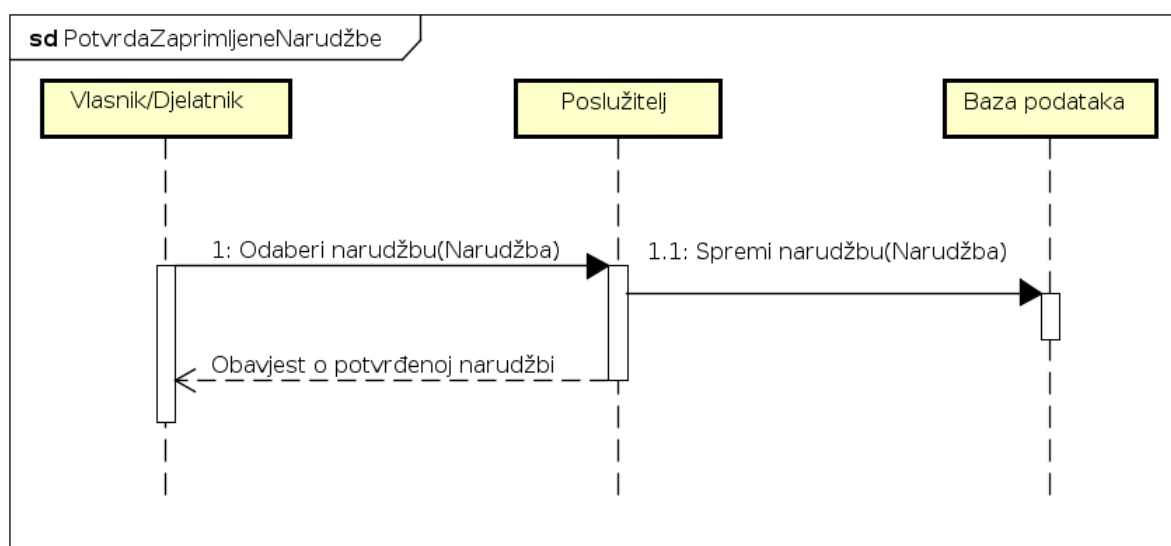 sd PotvrdaZaprimljeneNarudžbe
Vlasnik/Djelatnik
Poslužitelj
Baza podataka
1: Odaberi narudžbu(Narudžba)
1.1: Spremi narudžbu(Narudžba)
Obavjest o potvrđenoj narudžbi